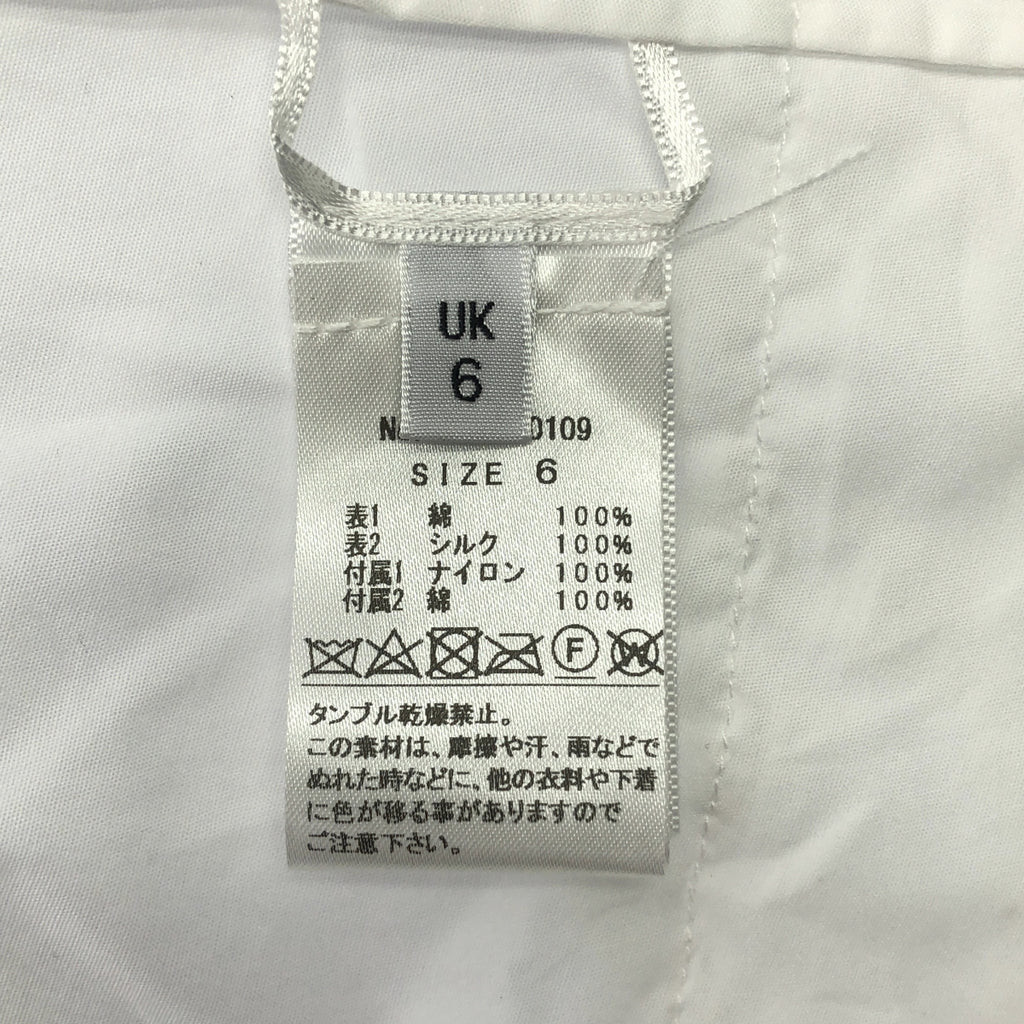 UK
6
0109
SIZE 6
表1 綿 100%
表2 シルク 100%
付属1 ナイロン 100%
付属2 綿 100%
F W
タンブル乾燥禁止。
この素材は、摩擦や汗、雨などで
ぬれた時などに、他の衣料や下着
に色が移る事がありますので
ご注意下さい。